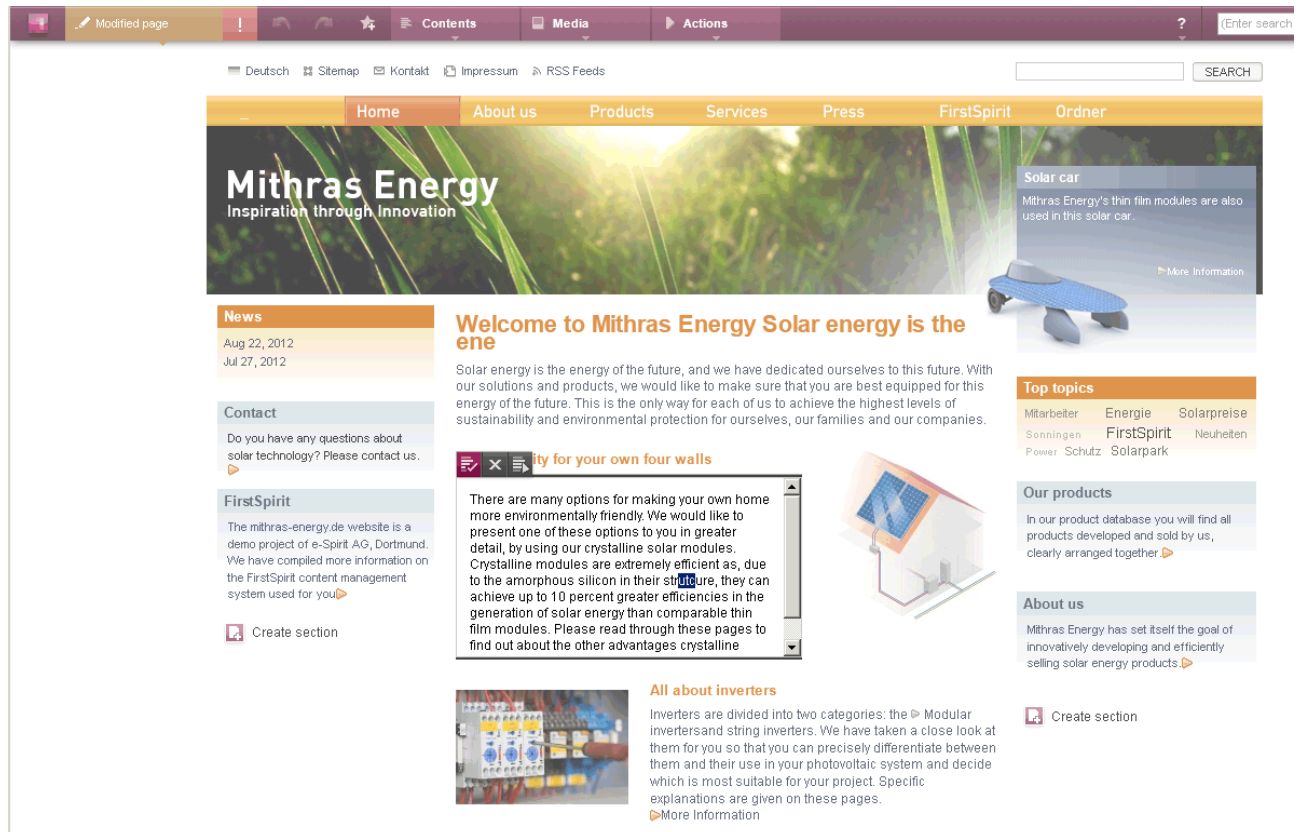 Modified page ! Contents Media Actions ? (Enter search
Deutsch Sitemap Kontakt Impressum RSS Feeds SEARCH
_ Home About us Products Services Press FirstSpirit Ordner
Mithras Energy
Inspiration through Innovation
Solar car
Mithras Energy's thin film modules are also
used in this solar car.
More Information
News
Aug 22, 2012
Jul 27, 2012
Contact
Do you have any questions about
solar technology? Please contact us.
FirstSpirit
The mithras-energy.de website is a
demo project of e-Spirit AG, Dortmund.
We have compiled more information on
the FirstSpirit content management
system used for you
Create section
Welcome to Mithras Energy Solar energy is the
ene
Solar energy is the energy of the future, and we have dedicated ourselves to this future. With
our solutions and products, we would like to make sure that you are best equipped for this
energy of the future. This is the only way for each of us to achieve the highest levels of
sustainability and environmental protection for ourselves, our families and our companies.
ity for your own four walls
There are many options for making your own home
more environmentally friendly. We would like to
present one of these options to you in greater
detail, by using our crystalline solar modules.
Crystalline modules are extremely efficient as, due
to the amorphous silicon in their strutcure, they can
achieve up to 10 percent greater efficiencies in the
generation of solar energy than comparable thin
film modules. Please read through these pages to
find out about the other advantages crystalline
All about inverters
Inverters are divided into two categories: the Modular
invertersand string inverters. We have taken a close look at
them for you so that you can precisely differentiate between
them and their use in your photovoltaic system and decide
which is most suitable for your project. Specific
explanations are given on these pages.
More Information
Top topics
Mitarbeiter Energie Solarpreise
Sonningen FirstSpirit Neuheiten
Power Schutz Solarpark
Our products
In our product database you will find all
products developed and sold by us,
clearly arranged together.
About us
Mithras Energy has set itself the goal of
innovatively developing and efficiently
selling solar energy products.
Create section